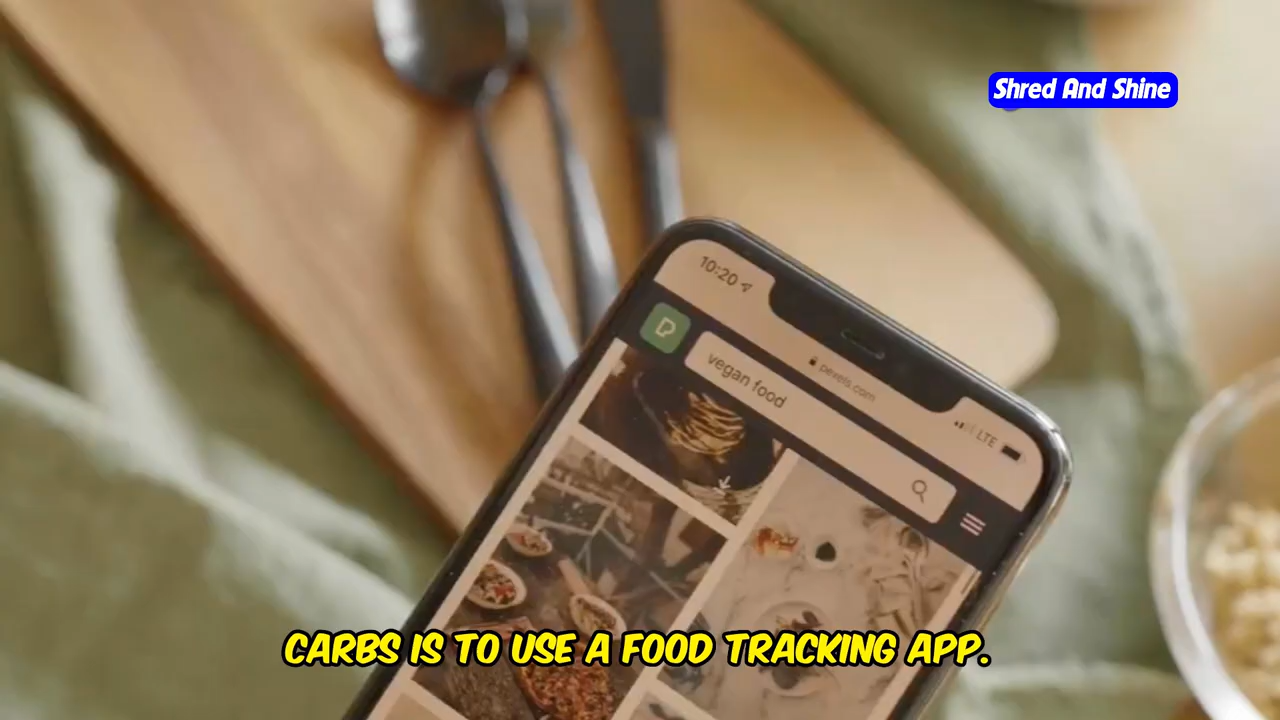 Shred And Shine
10:20
pexels.com
LTE
vegan food
CARBS IS TO USE A FOOD TRACKING APP.